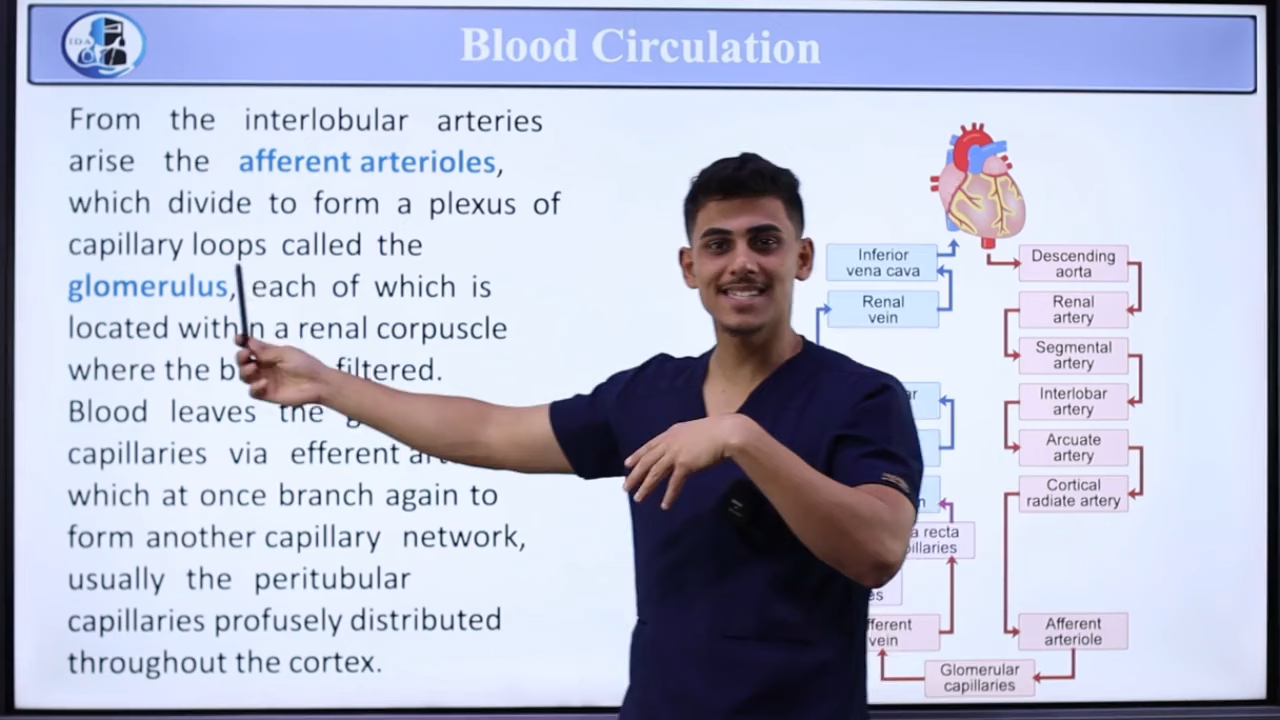 IDA
Blood Circulation
From the interlobular arteries
arise the afferent arterioles,
which divide to form a plexus of
capillary loops called the
glomerulus, each of which is
located within a renal corpuscle
where the filtered.
Blood leaves the
capillaries via efferent
which at once branch again to
form another capillary network,
usually the peritubular
capillaries profusely distributed
throughout the cortex.
Inferior
vena cava
Renal
vein
recta
vein
Descending
aorta
Renal
artery
Segmental
artery
Interlobar
artery
Arcuate
artery
Cortical
radiate artery
Afferent
arteriole
Glomerular
capillaries